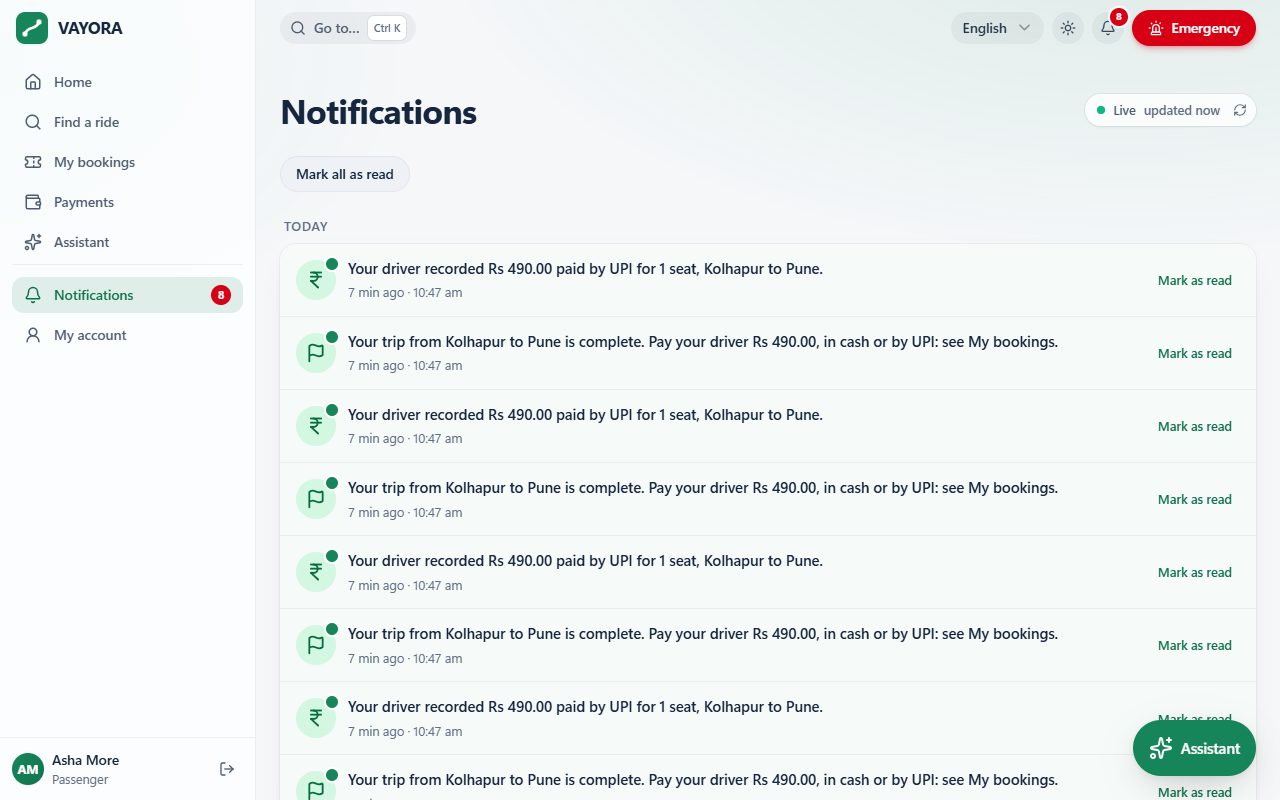 VAYORA
Go to...
Ctrl K
English
8
Emergency
Home
Find a ride
My bookings
Payments
Assistant
Notifications
8
My account
Notifications
Live updated now
Mark all as read
TODAY
Your driver recorded Rs 490.00 paid by UPI for 1 seat, Kolhapur to Pune.
7 min ago · 10:47 am
Mark as read
Your trip from Kolhapur to Pune is complete. Pay your driver Rs 490.00, in cash or by UPI: see My bookings.
7 min ago · 10:47 am
Mark as read
Your driver recorded Rs 490.00 paid by UPI for 1 seat, Kolhapur to Pune.
7 min ago · 10:47 am
Mark as read
Your trip from Kolhapur to Pune is complete. Pay your driver Rs 490.00, in cash or by UPI: see My bookings.
7 min ago · 10:47 am
Mark as read
Your driver recorded Rs 490.00 paid by UPI for 1 seat, Kolhapur to Pune.
7 min ago · 10:47 am
Mark as read
Your trip from Kolhapur to Pune is complete. Pay your driver Rs 490.00, in cash or by UPI: see My bookings.
7 min ago · 10:47 am
Mark as read
Your driver recorded Rs 490.00 paid by UPI for 1 seat, Kolhapur to Pune.
7 min ago · 10:47 am
Mark as read
Your trip from Kolhapur to Pune is complete. Pay your driver Rs 490.00, in cash or by UPI: see My bookings.
Mark as read
Assistant
AM
Asha More
Passenger